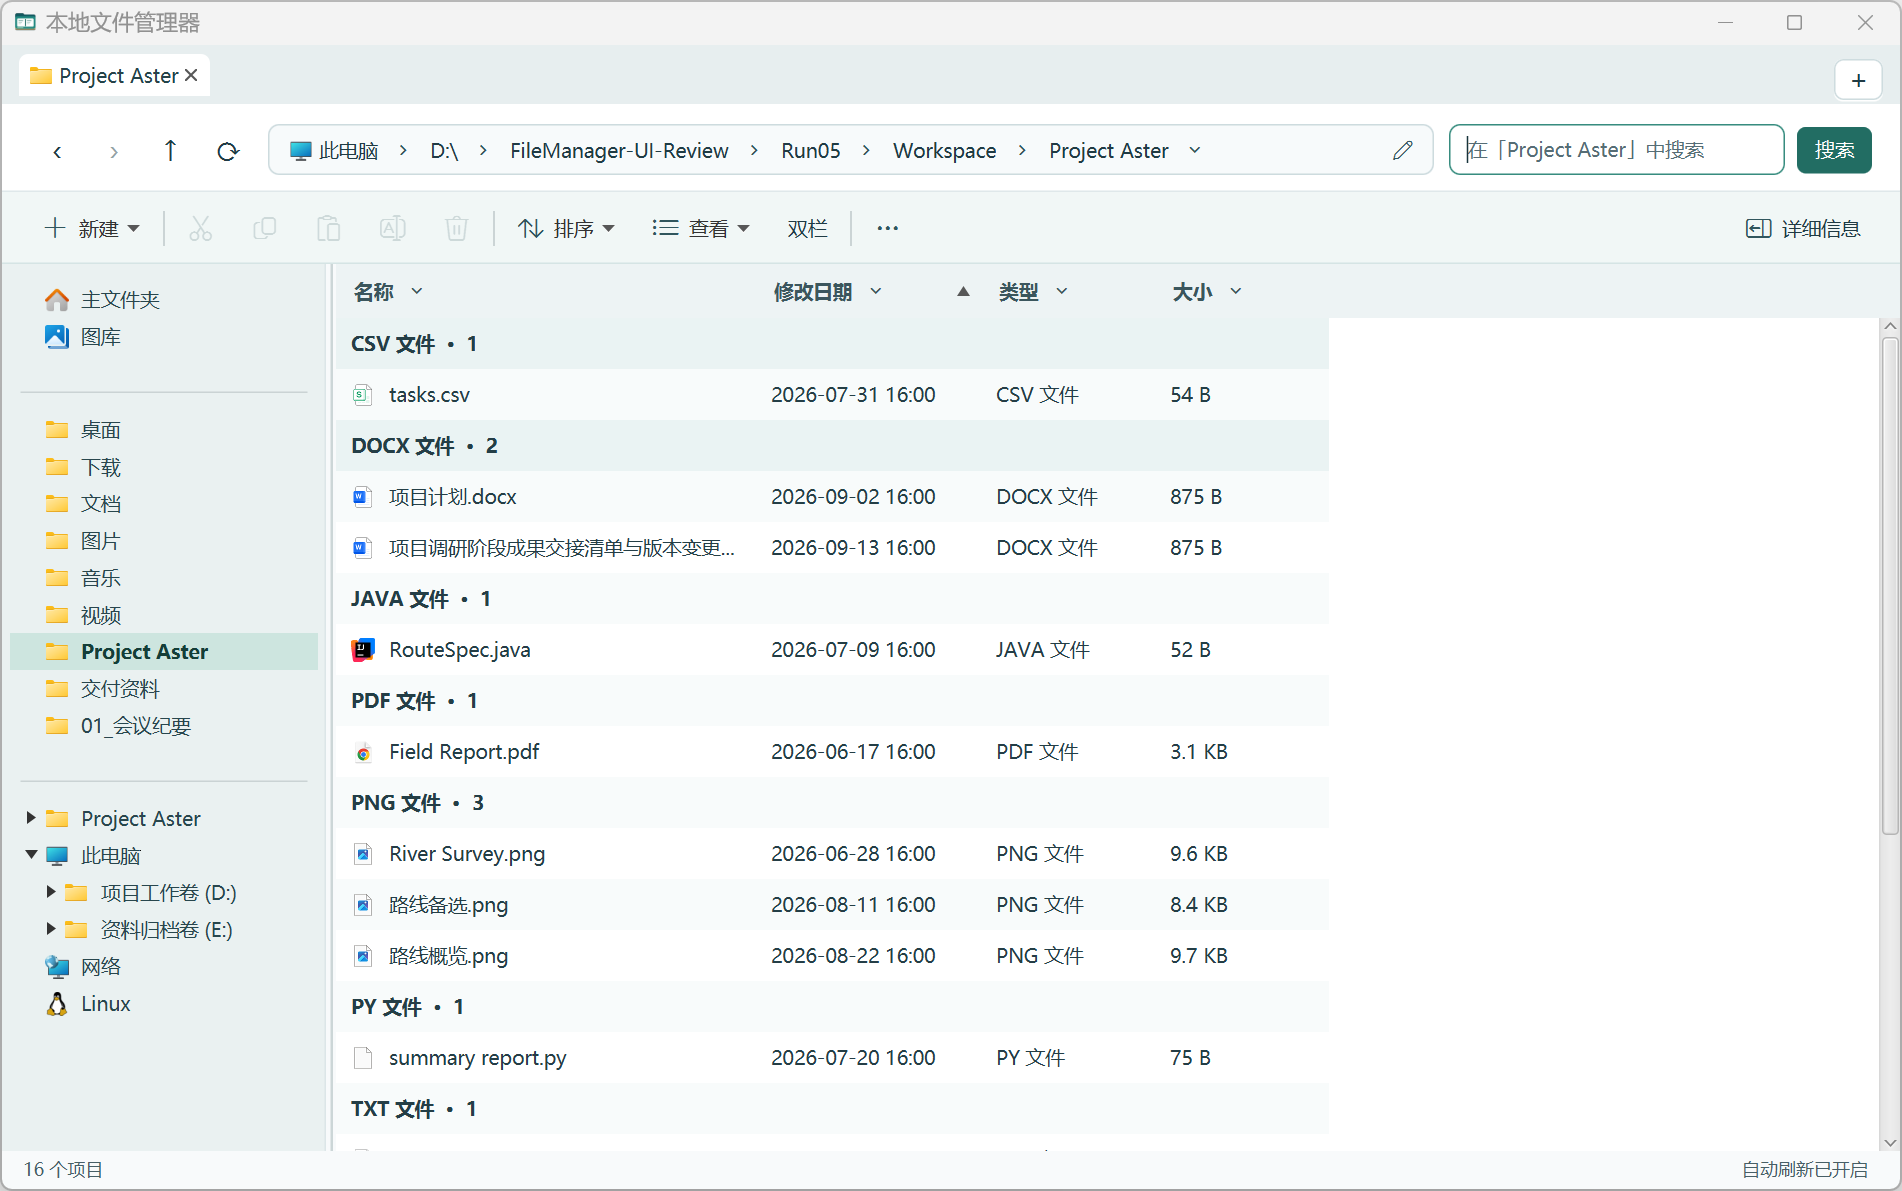 本地文件管理器
Project Aster
此电脑 › D:\ › FileManager-UI-Review › Run05 › Workspace › Project Aster
在「Project Aster」中搜索
搜索
新建
排序
查看
双栏
详细信息
主文件夹
图库
桌面
下载
文档
图片
音乐
视频
Project Aster
交付资料
01_会议纪要
Project Aster
此电脑
项目工作卷 (D:)
资料归档卷 (E:)
网络
Linux
名称 修改日期 类型 大小
CSV 文件 • 1
tasks.csv 2026-07-31 16:00 CSV 文件 54 B
DOCX 文件 • 2
项目计划.docx 2026-09-02 16:00 DOCX 文件 875 B
项目调研阶段成果交接清单与版本变更... 2026-09-13 16:00 DOCX 文件 875 B
JAVA 文件 • 1
RouteSpec.java 2026-07-09 16:00 JAVA 文件 52 B
PDF 文件 • 1
Field Report.pdf 2026-06-17 16:00 PDF 文件 3.1 KB
PNG 文件 • 3
River Survey.png 2026-06-28 16:00 PNG 文件 9.6 KB
路线备选.png 2026-08-11 16:00 PNG 文件 8.4 KB
路线概览.png 2026-08-22 16:00 PNG 文件 9.7 KB
PY 文件 • 1
summary report.py 2026-07-20 16:00 PY 文件 75 B
TXT 文件 • 1
16 个项目
自动刷新已开启